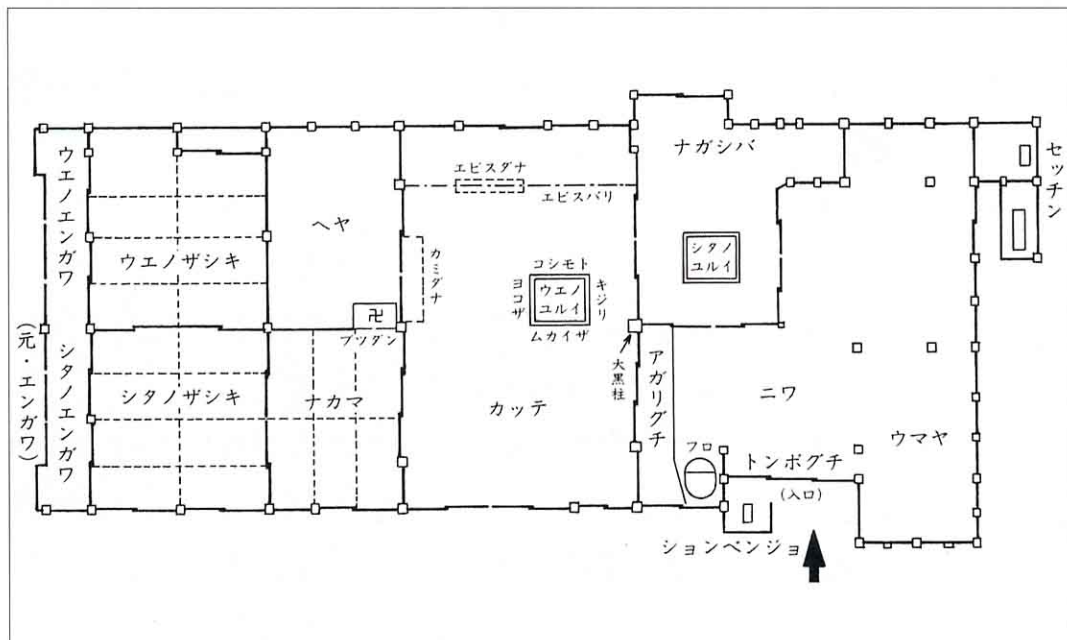 ウエノエンガワ
シタノエンガワ
(元・エンガワ)
ウエノザシキ
シタノザシキ
ヘヤ
卍
ブツダン
ナカマ
カミダナ
エビスダナ
エビスバリ
コシモト
ヨコザ
ウエノ
ユルイ
キジリ
ムカイザ
カッテ
大黒柱
ナガシバ
シタノ
ユルイ
アガリグチ
ニワ
フロ
トンボグチ
(入口)
ションベンジョ
ウマヤ
セッチン